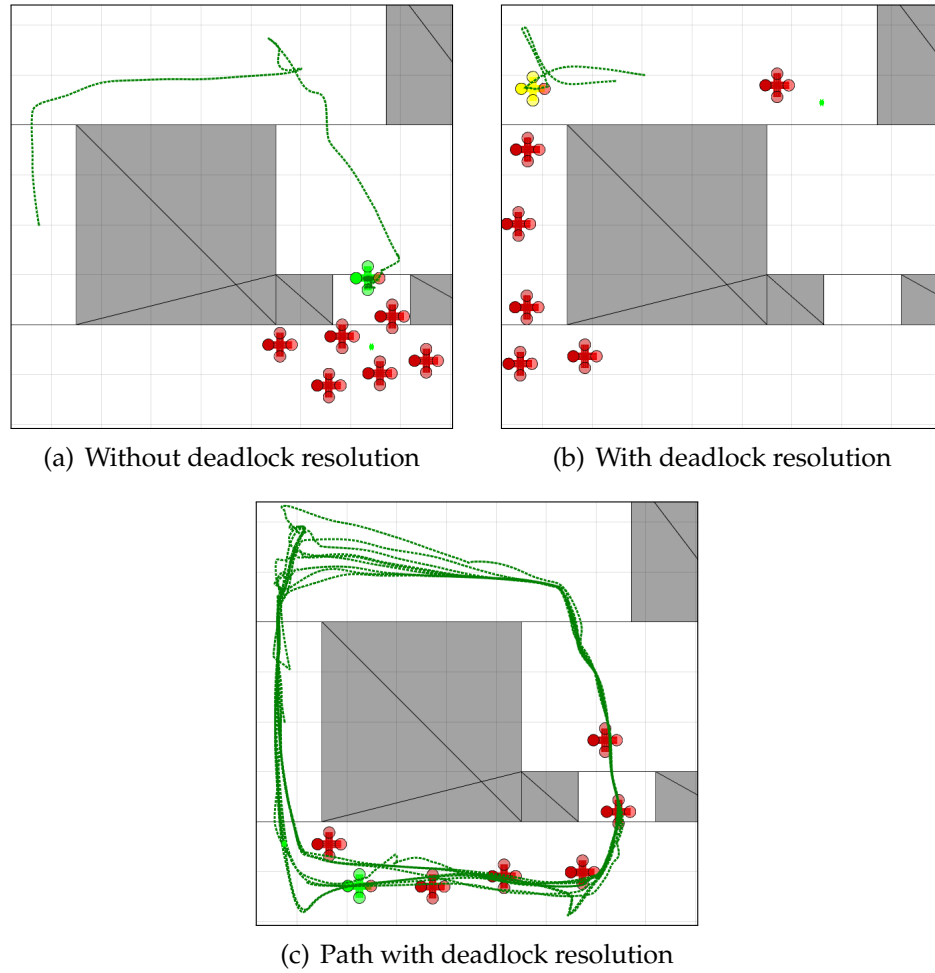 (a) Without deadlock resolution
(b) With deadlock resolution
(c) Path with deadlock resolution